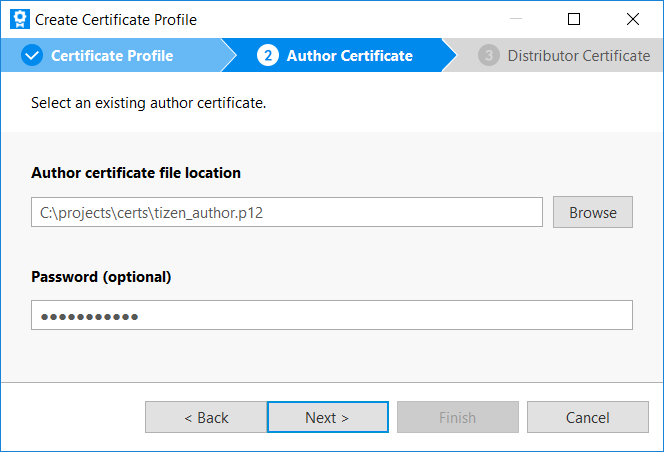 Create Certificate Profile
Certificate Profile 2 Author Certificate 3 Distributor Certificate
Select an existing author certificate.
Author certificate file location
C:\projects\certs\tizen_author.p12 Browse
Password (optional)
●●●●●●●●●●●
< Back Next > Finish Cancel